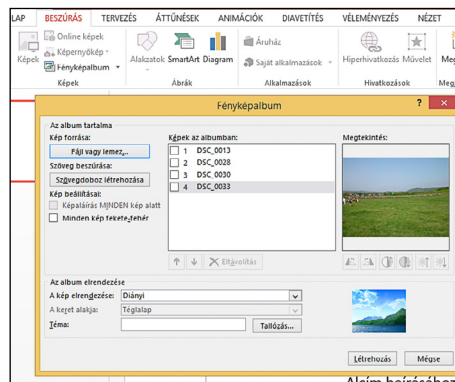 LAP BESZÚRÁS TERVEZÉS ÁTTŰNÉSEK ANIMÁCIÓK DIAVETÍTÉS VÉLEMÉNYEZÉS NÉZET
Képek
Online képek
Képernyőkép
Fényképalbum
Képek
Alakzatok SmartArt Diagram
Ábrák
Áruház
Saját alkalmazások
Alkalmazások
Hiperhivatkozás Művelet
Hivatkozások
Fényképalbum ? ×
Az album tartalma
Kép forrása:
Fájl vagy lemez...
Szöveg beszúrása:
Szövegdoboz létrehozása
Kép beállításai:
Képaláírás MINDEN kép alatt
Minden kép fekete-fehér
Képek az albumban:
1 DSC_0013
2 DSC_0028
3 DSC_0030
4 DSC_0033
Eltávolítás
Megtekintés:
Az album elrendezése
A kép elrendezése: Diányi
A keret alakja: Téglalap
Téma: Tallózás...
Létrehozás Mégse